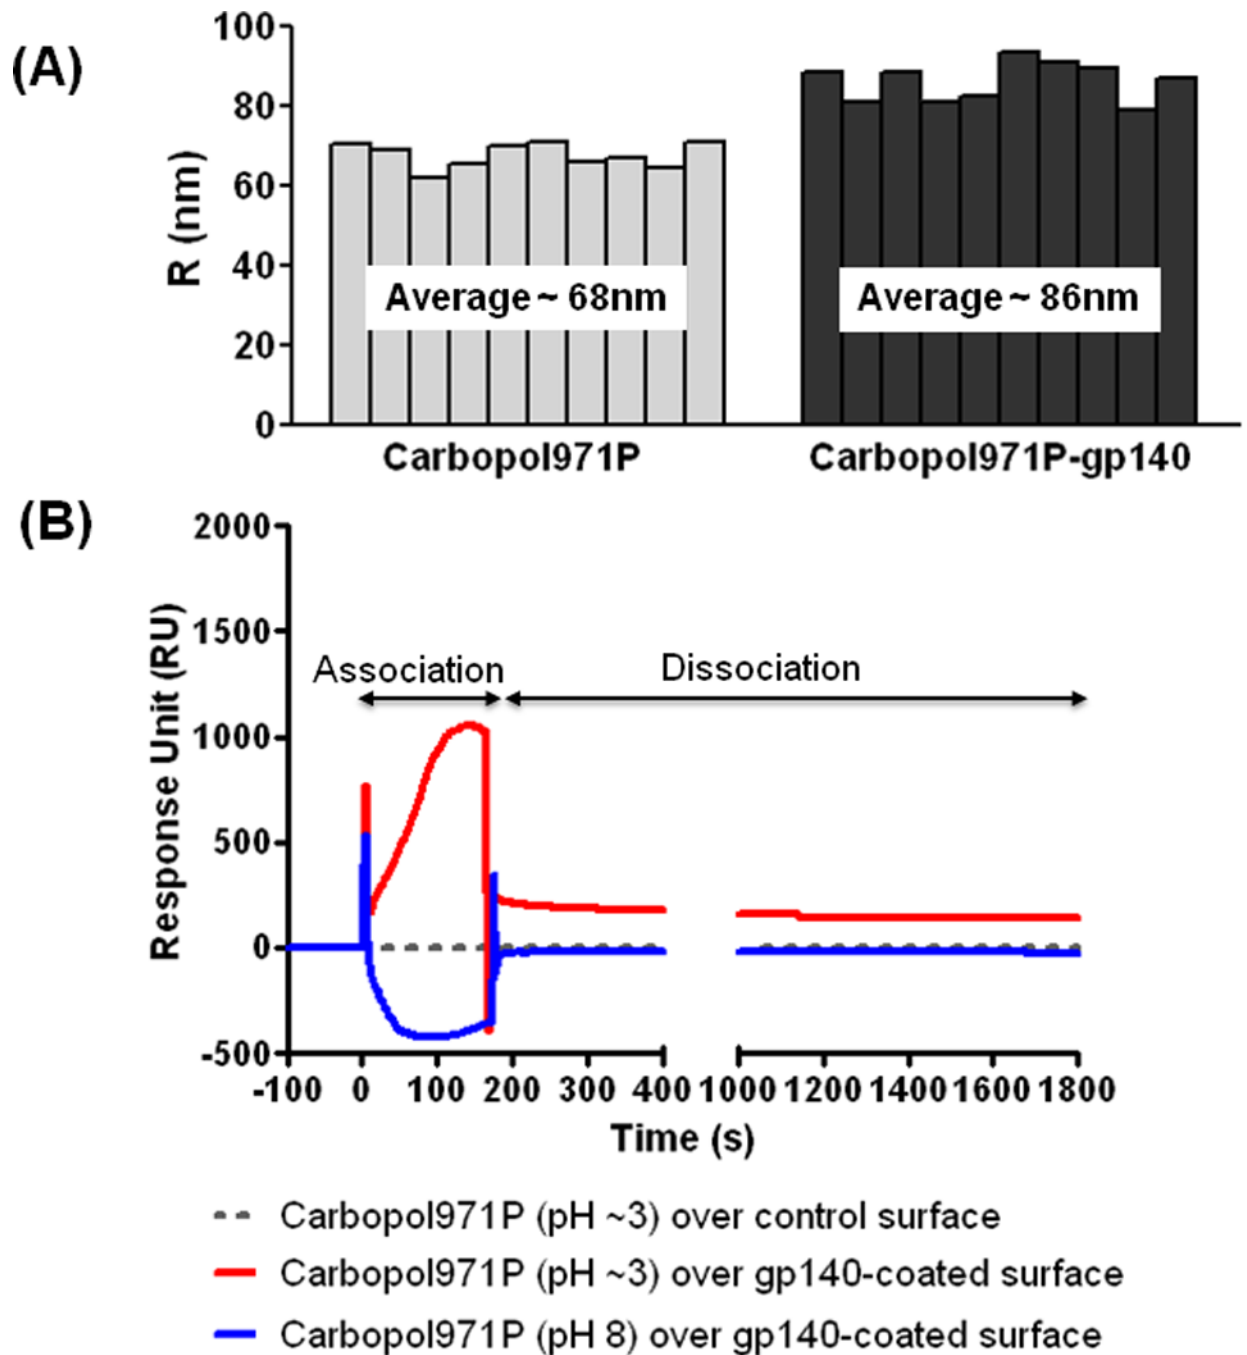 (A)
100
80
60
40
20
0
R (nm)
Average ~ 68nm
Average ~ 86nm
Carbopol971P
Carbopol971P-gp140
(B)
2000
1500
1000
500
0
-500
Response Unit (RU)
Association
Dissociation
-100 0 100 200 300 400 1000 1200 1400 1600 1800
Time (s)
Carbopol971P (pH ~3) over control surface
Carbopol971P (pH ~3) over gp140-coated surface
Carbopol971P (pH 8) over gp140-coated surface